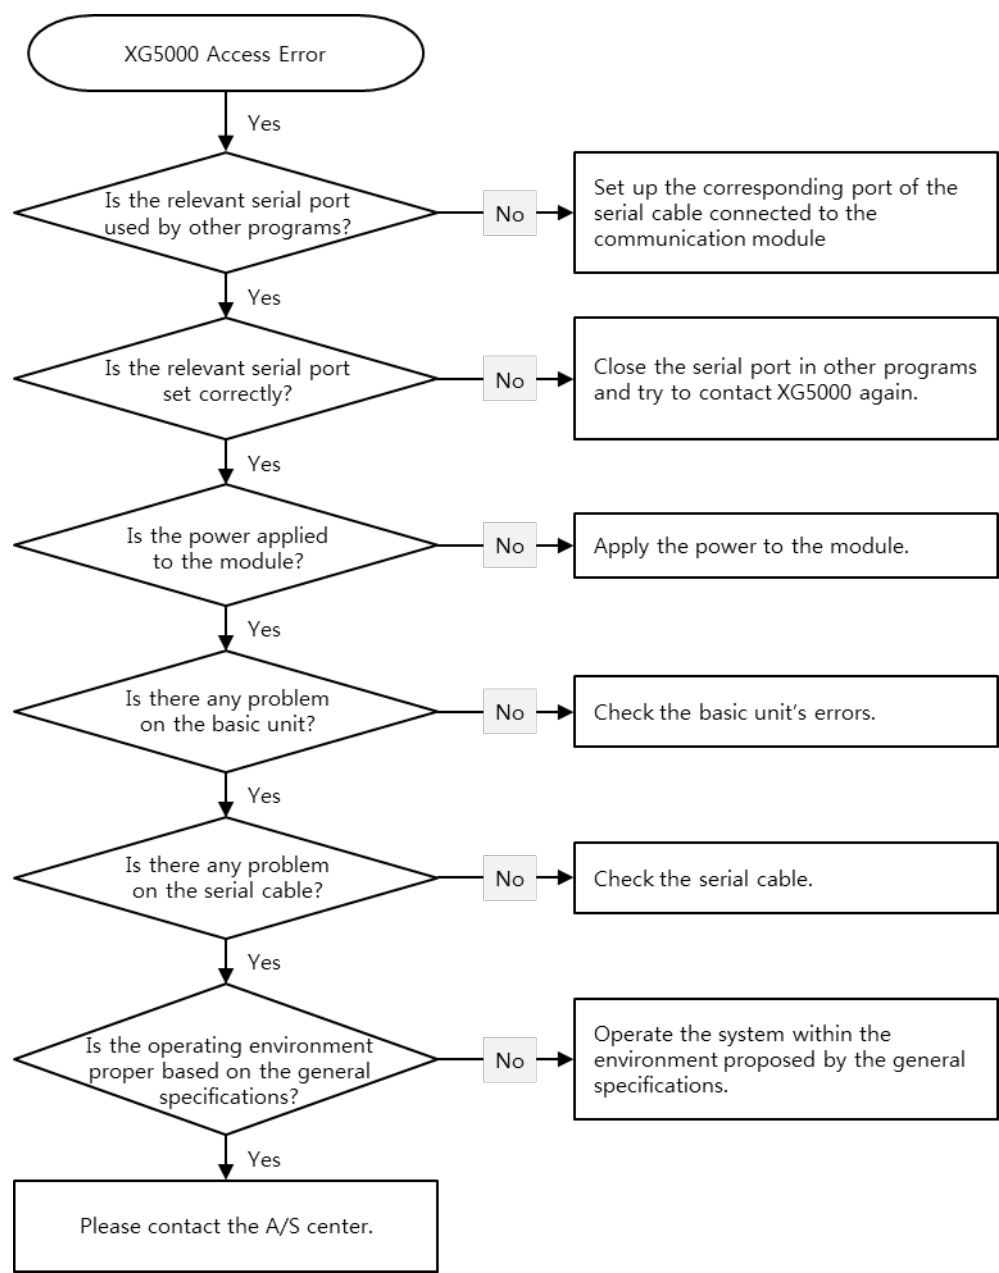 XG5000 Access Error
Yes
Is the relevant serial port
used by other programs?
No
Set up the corresponding port of the
serial cable connected to the
communication module
Yes
Is the relevant serial port
set correctly?
No
Close the serial port in other programs
and try to contact XG5000 again.
Yes
Is the power applied
to the module?
No
Apply the power to the module.
Yes
Is there any problem
on the basic unit?
No
Check the basic unit's errors.
Yes
Is there any problem
on the serial cable?
No
Check the serial cable.
Yes
Is the operating environment
proper based on the general
specifications?
No
Operate the system within the
environment proposed by the general
specifications.
Yes
Please contact the A/S center.